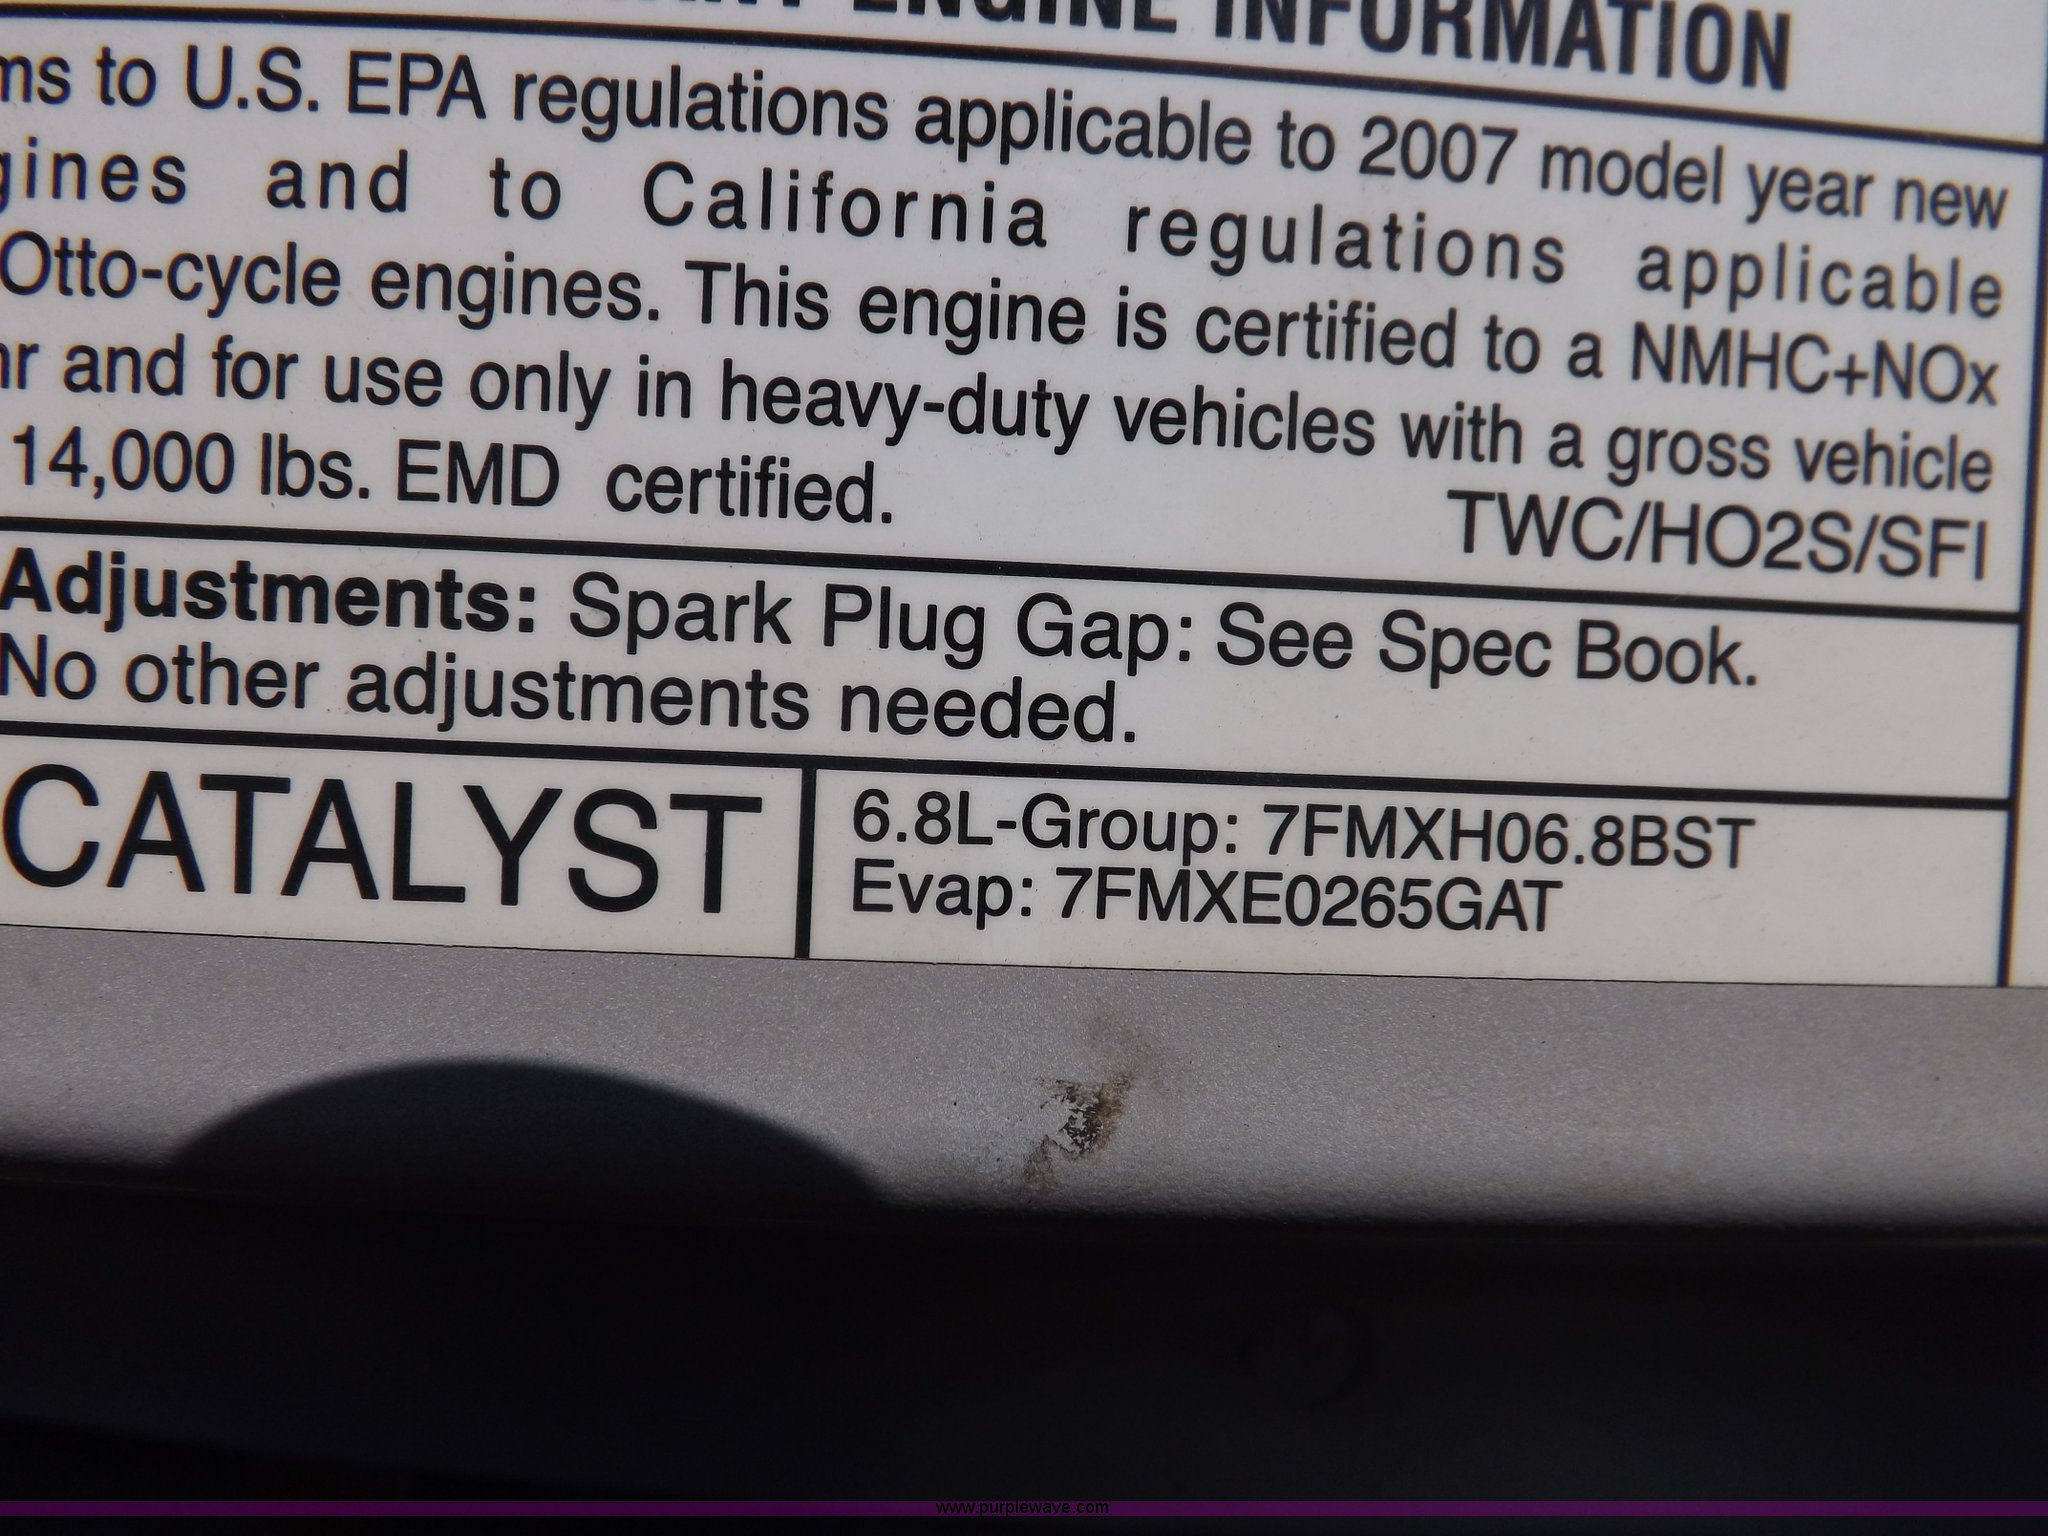 ENGINE INFORMATION
to U.S. EPA regulations applicable to 2007 model year new
and to California regulations applicable
Otto-cycle engines. This engine is certified to a NMHC+NOx
and for use only in heavy-duty vehicles with a gross vehicle
14,000 lbs. EMD certified.
TWC/HO2S/SFI
Adjustments: Spark Plug Gap: See Spec Book.
No other adjustments needed.
CATALYST
6.8L-Group: 7FMXH06.8BST
Evap: 7FMXE0265GAT
www.purplewave.com